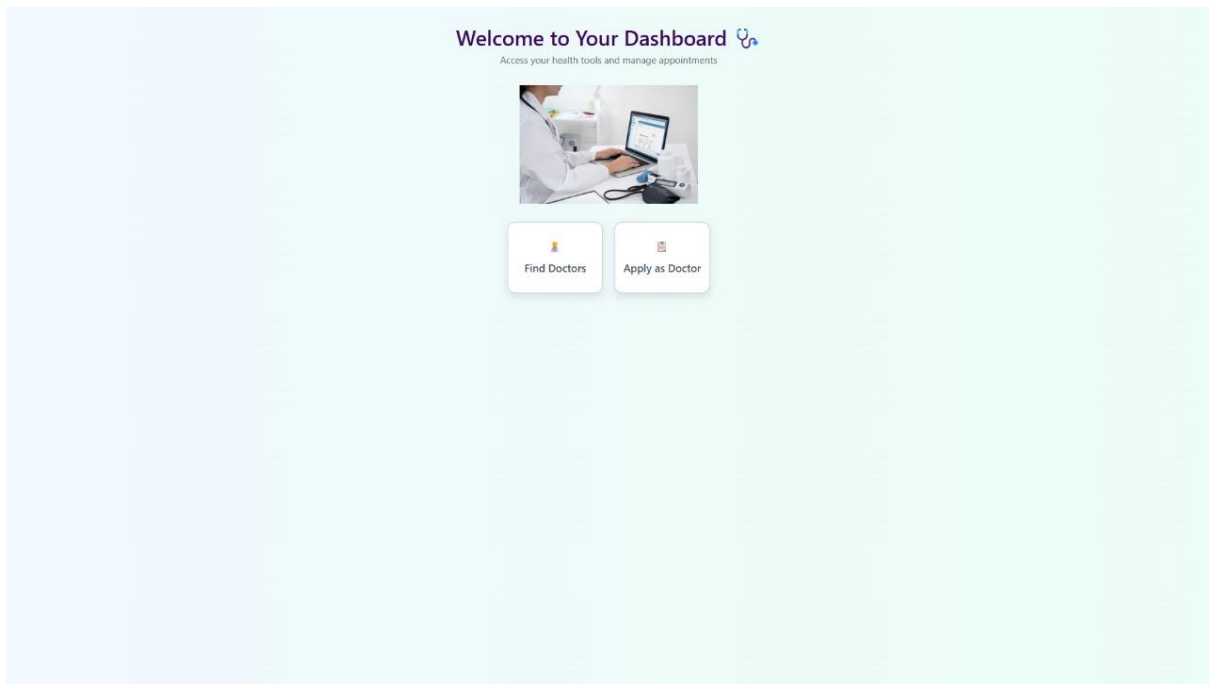 Welcome to Your Dashboard 🩺
Access your health tools and manage appointments
Find Doctors
Apply as Doctor